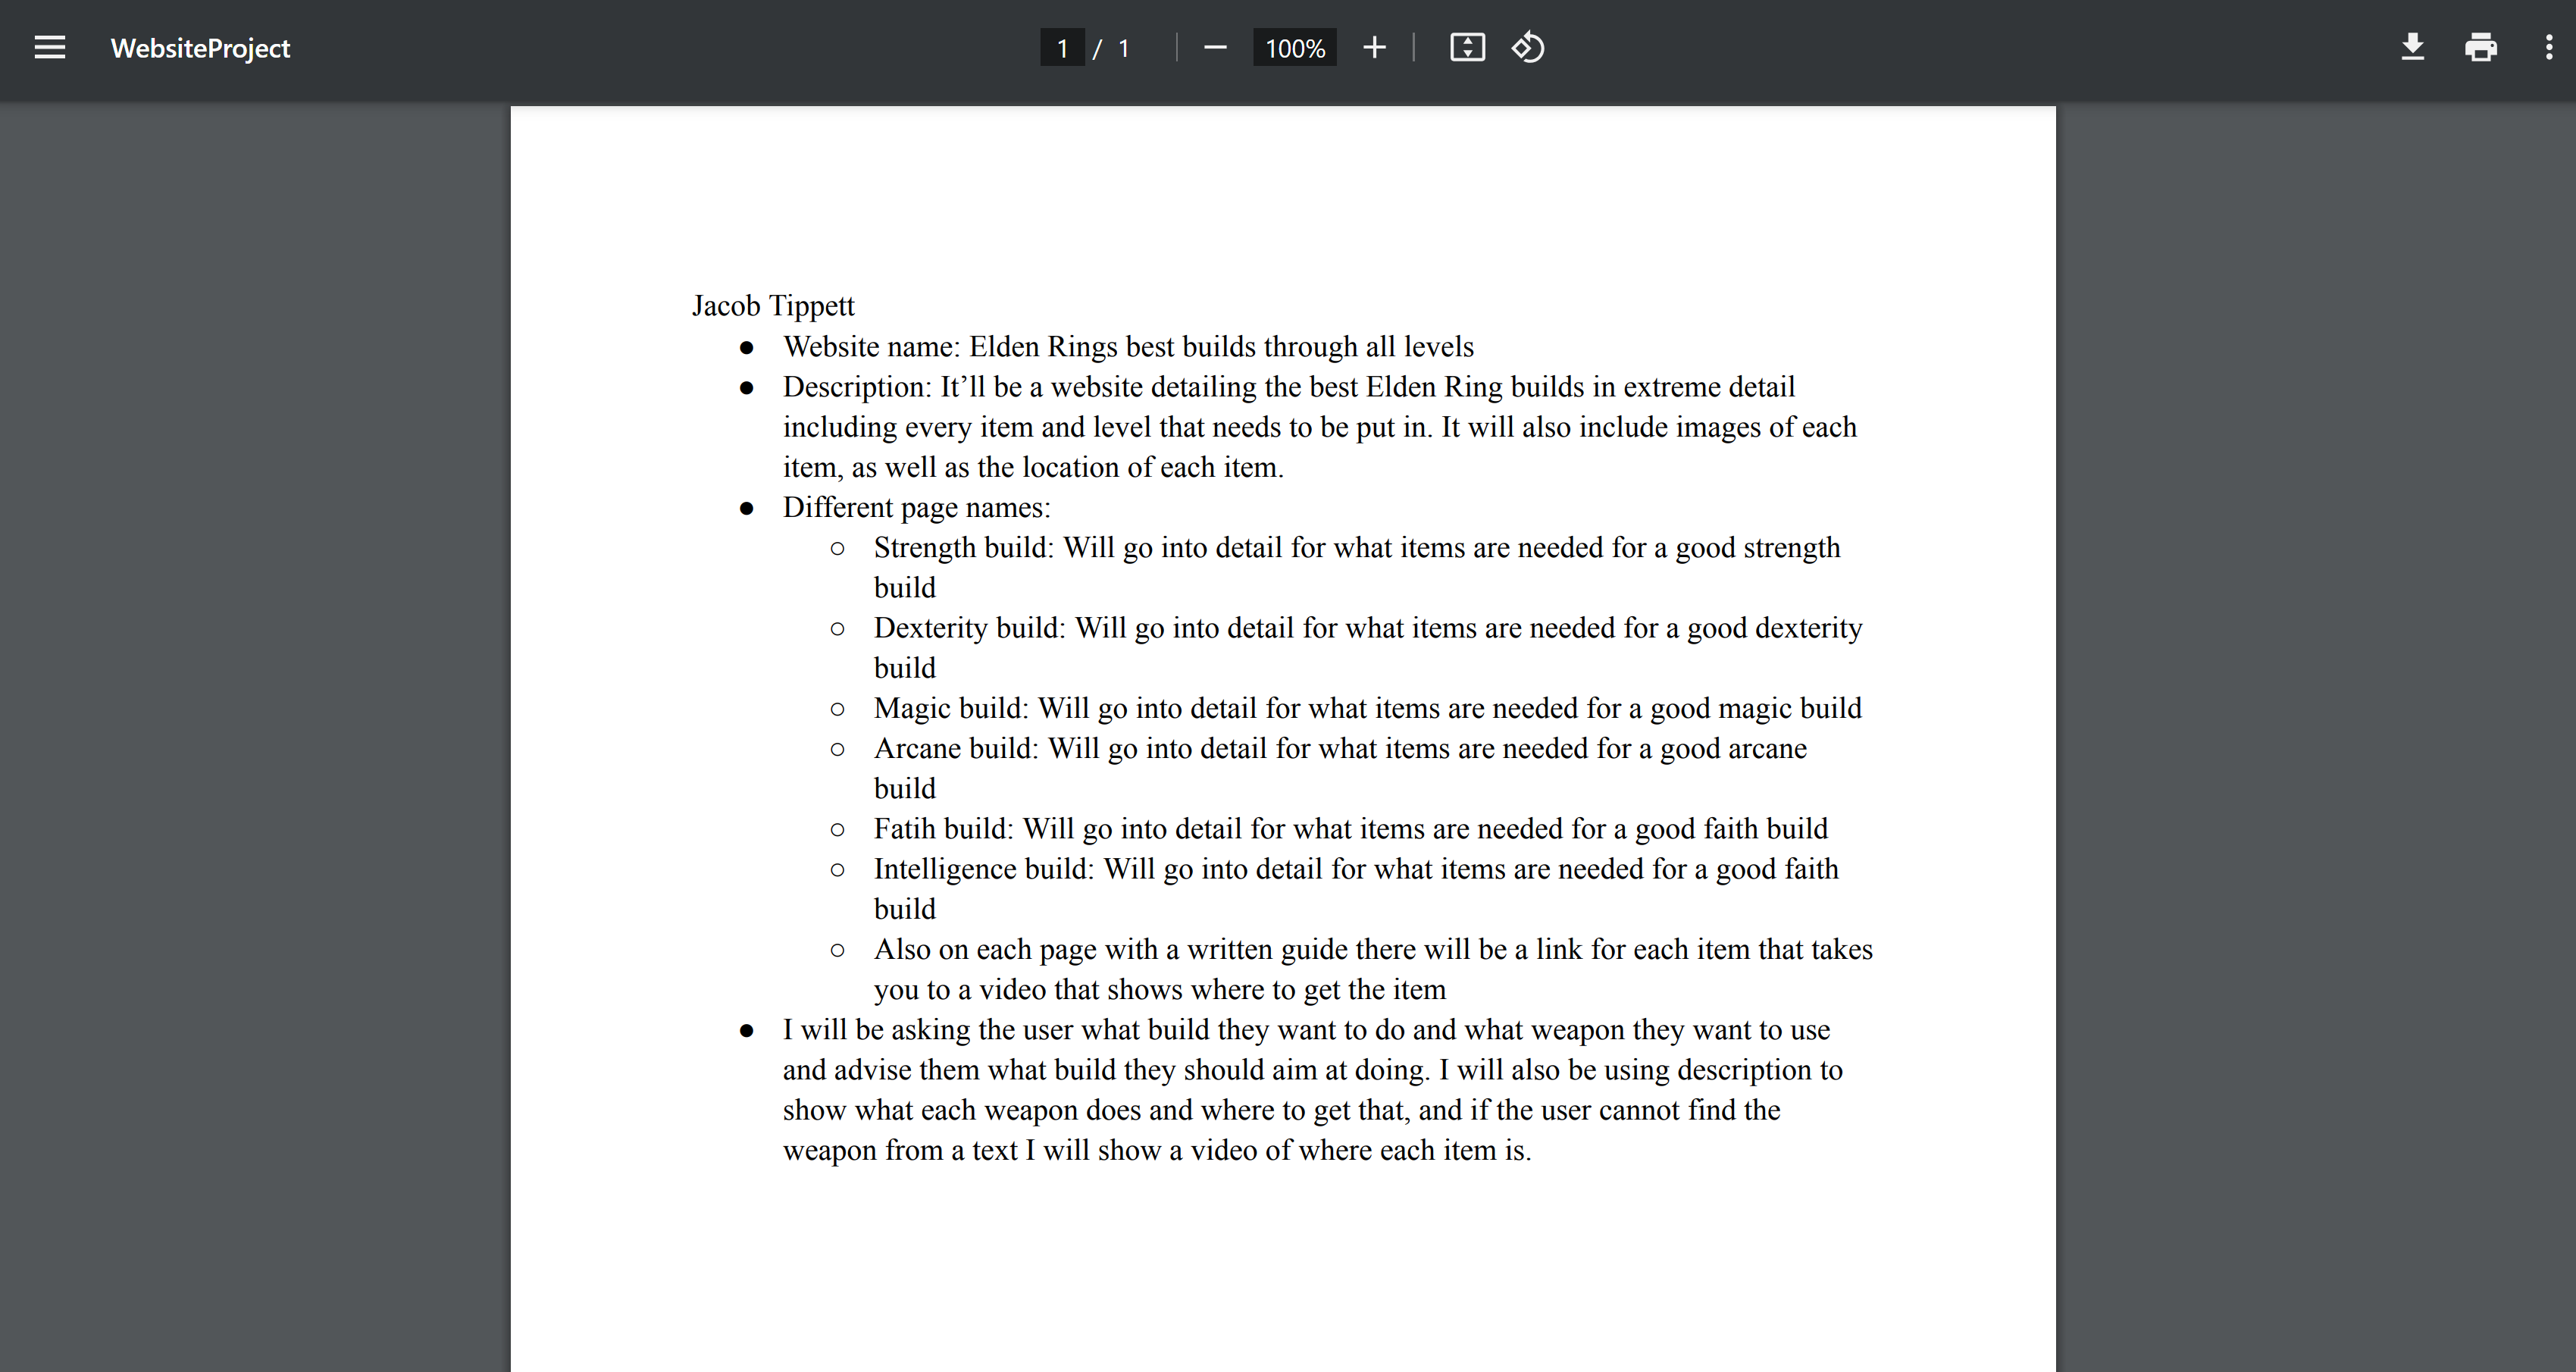 WebsiteProject
1 / 1
100%
Jacob Tippett
● Website name: Elden Rings best builds through all levels
● Description: It’ll be a website detailing the best Elden Ring builds in extreme detail
including every item and level that needs to be put in. It will also include images of each
item, as well as the location of each item.
● Different page names:
○ Strength build: Will go into detail for what items are needed for a good strength
build
○ Dexterity build: Will go into detail for what items are needed for a good dexterity
build
○ Magic build: Will go into detail for what items are needed for a good magic build
○ Arcane build: Will go into detail for what items are needed for a good arcane
build
○ Fatih build: Will go into detail for what items are needed for a good faith build
○ Intelligence build: Will go into detail for what items are needed for a good faith
build
○ Also on each page with a written guide there will be a link for each item that takes
you to a video that shows where to get the item
● I will be asking the user what build they want to do and what weapon they want to use
and advise them what build they should aim at doing. I will also be using description to
show what each weapon does and where to get that, and if the user cannot find the
weapon from a text I will show a video of where each item is.